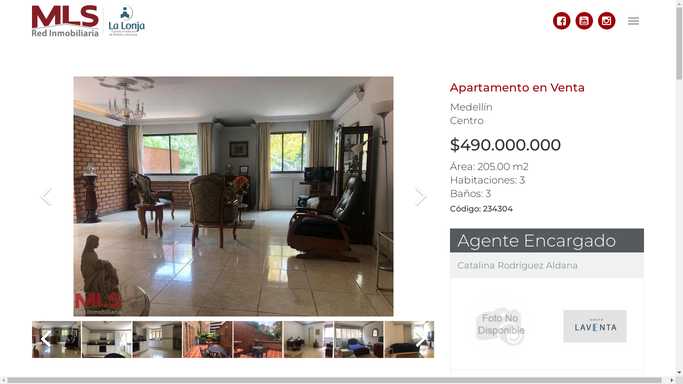 MLS
Red Inmobiliaria
La Lonja
Apartamento en Venta
Medellín
Centro
$490.000.000
Área: 205.00 m2
Habitaciones: 3
Baños: 3
Código: 234304
MLS
Red Inmobiliaria
Agente Encargado
Catalina Rodríguez Aldana
Foto No
Disponible
LAVENTA